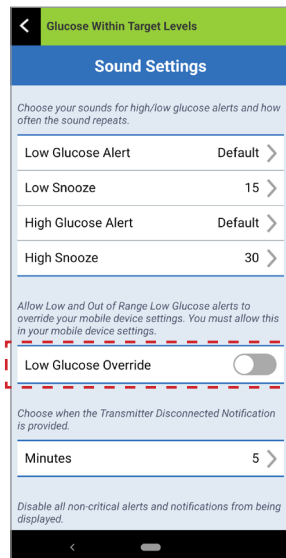 Glucose Within Target Levels
Sound Settings
Choose your sounds for high/low glucose alerts and how
often the sound repeats.
Low Glucose Alert Default
Low Snooze 15
High Glucose Alert Default
High Snooze 30
Allow Low and Out of Range Low Glucose alerts to
override your mobile device settings. You must allow this
in your mobile device settings.
Low Glucose Override
Choose when the Transmitter Disconnected Notification
is provided.
Minutes 5
Disable all non-critical alerts and notifications from being
displayed.